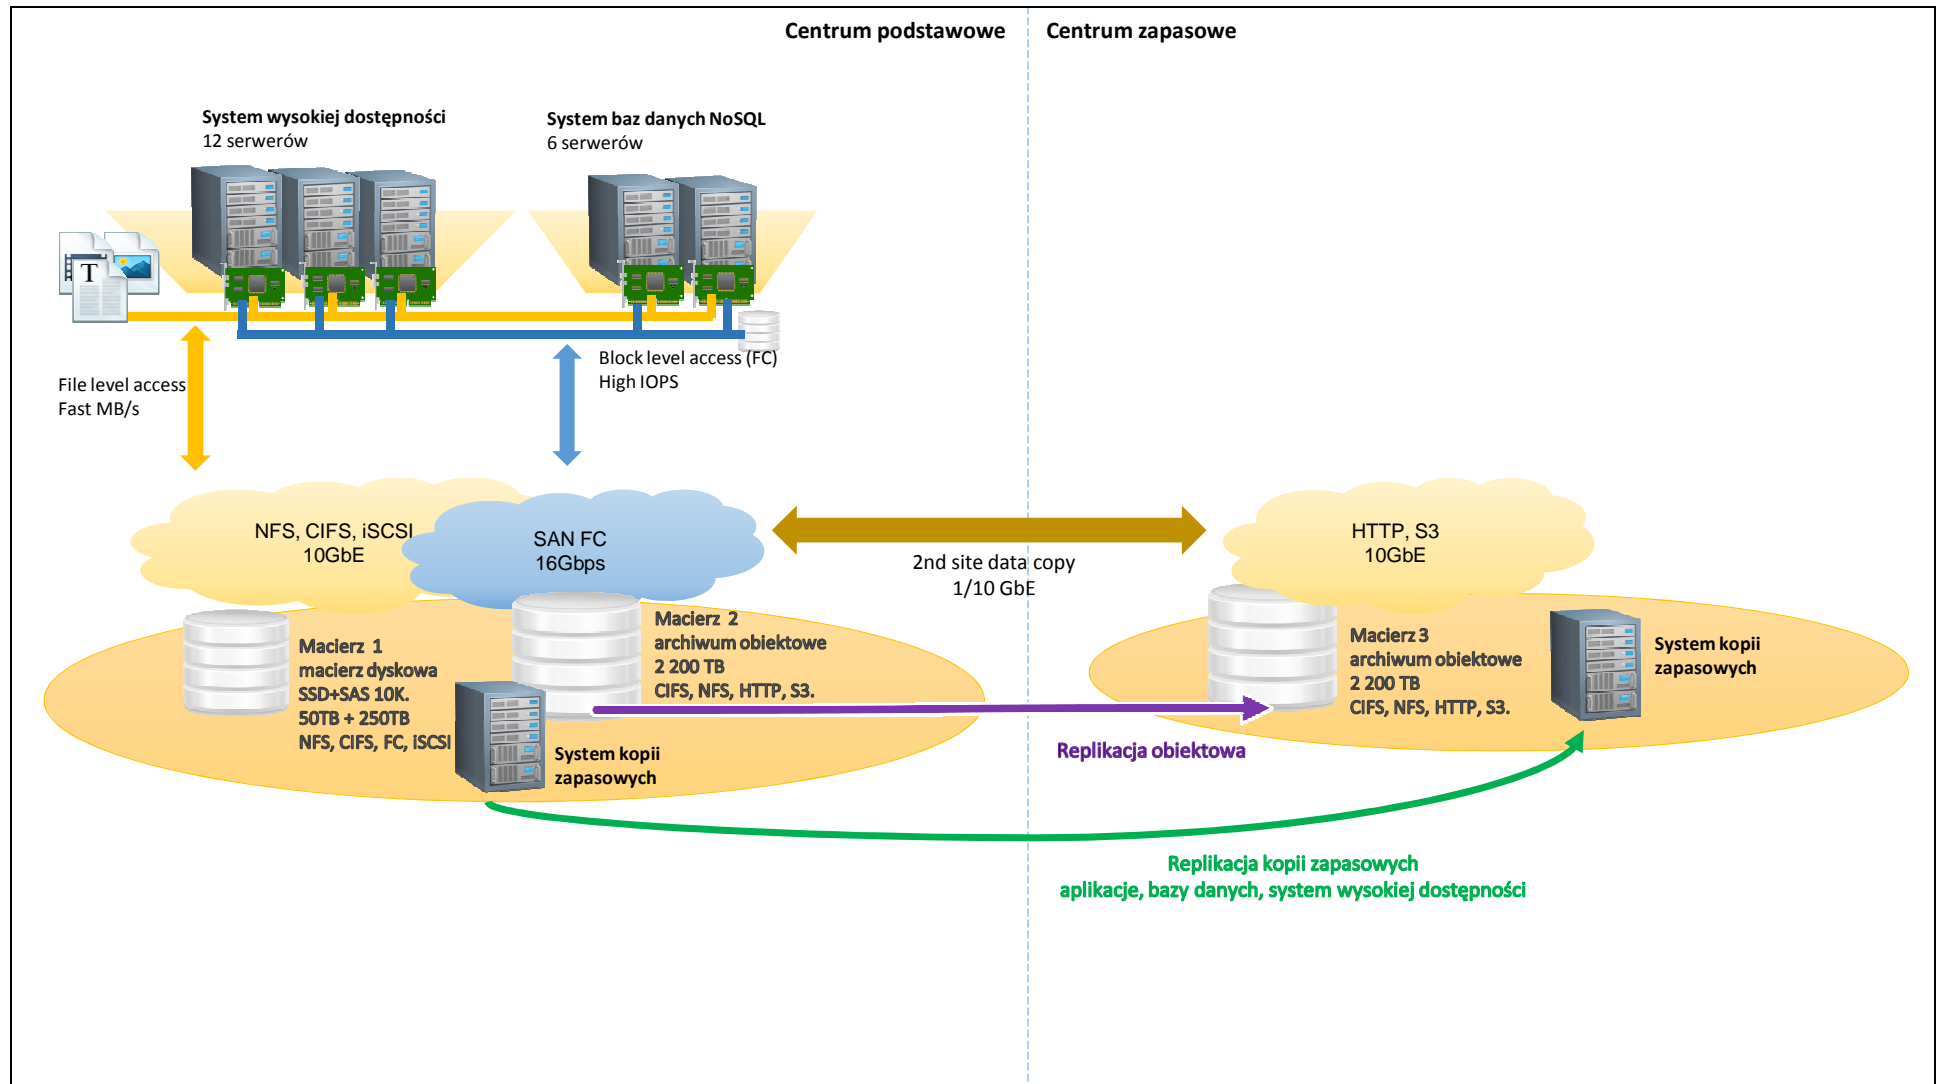 Centrum podstawowe
Centrum zapasowe
System wysokiej dostępności
12 serwerów
System baz danych NoSQL
6 serwerów
T
File level access
Fast MB/s
Block level access (FC)
High IOPS
NFS, CIFS, iSCSI
10GbE
SAN FC
16Gbps
2nd site data copy
1/10 GbE
HTTP, S3
10GbE
Macierz 1
macierz dyskowa
SSD+SAS 10K.
50TB + 250TB
NFS, CIFS, FC, iSCSI
Macierz 2
archiwum obiektowe
2 200 TB
CIFS, NFS, HTTP, S3.
System kopii
zapasowych
Macierz 3
archiwum obiektowe
2 200 TB
CIFS, NFS, HTTP, S3.
System kopii
zapasowych
Replikacja obiektowa
Replikacja kopii zapasowych
aplikacje, bazy danych, system wysokiej dostępności